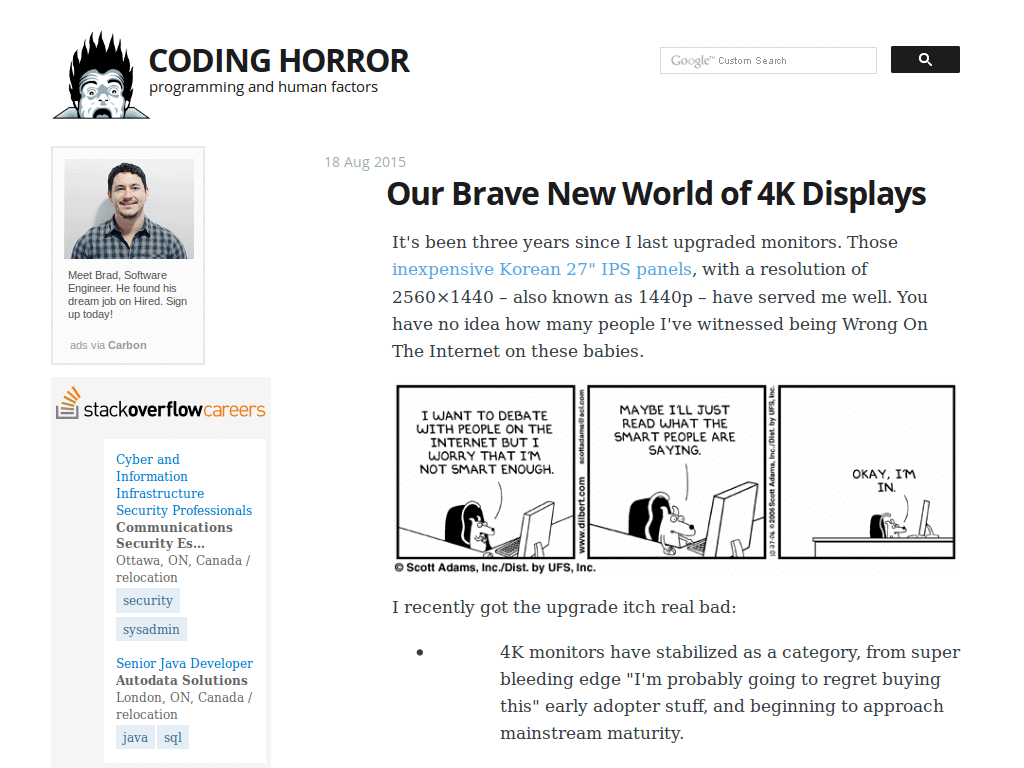 CODING HORROR
programming and human factors
Google™ Custom Search
Meet Brad, Software
Engineer. He found his
dream job on Hired. Sign
up today!
ads via Carbon
stackoverflowcareers
Cyber and
Information
Infrastructure
Security Professionals
Communications
Security Es...
Ottawa, ON, Canada /
relocation
security
sysadmin
Senior Java Developer
Autodata Solutions
London, ON, Canada /
relocation
java sql
18 Aug 2015
Our Brave New World of 4K Displays
It's been three years since I last upgraded monitors. Those
inexpensive Korean 27" IPS panels, with a resolution of
2560×1440 – also known as 1440p – have served me well. You
have no idea how many people I've witnessed being Wrong On
The Internet on these babies.
I WANT TO DEBATE
WITH PEOPLE ON THE
INTERNET BUT I
WORRY THAT I'M
NOT SMART ENOUGH.
www.dilbert.com scottadams@aol.com
MAYBE I'LL JUST
READ WHAT THE
SMART PEOPLE ARE
SAYING.
10-27-06 ©2006 Scott Adams, Inc./Dist. by UFS, Inc.
OKAY, I'M
IN.
© Scott Adams, Inc./Dist. by UFS, Inc.
I recently got the upgrade itch real bad:
• 4K monitors have stabilized as a category, from super
bleeding edge "I'm probably going to regret buying
this" early adopter stuff, and beginning to approach
mainstream maturity.